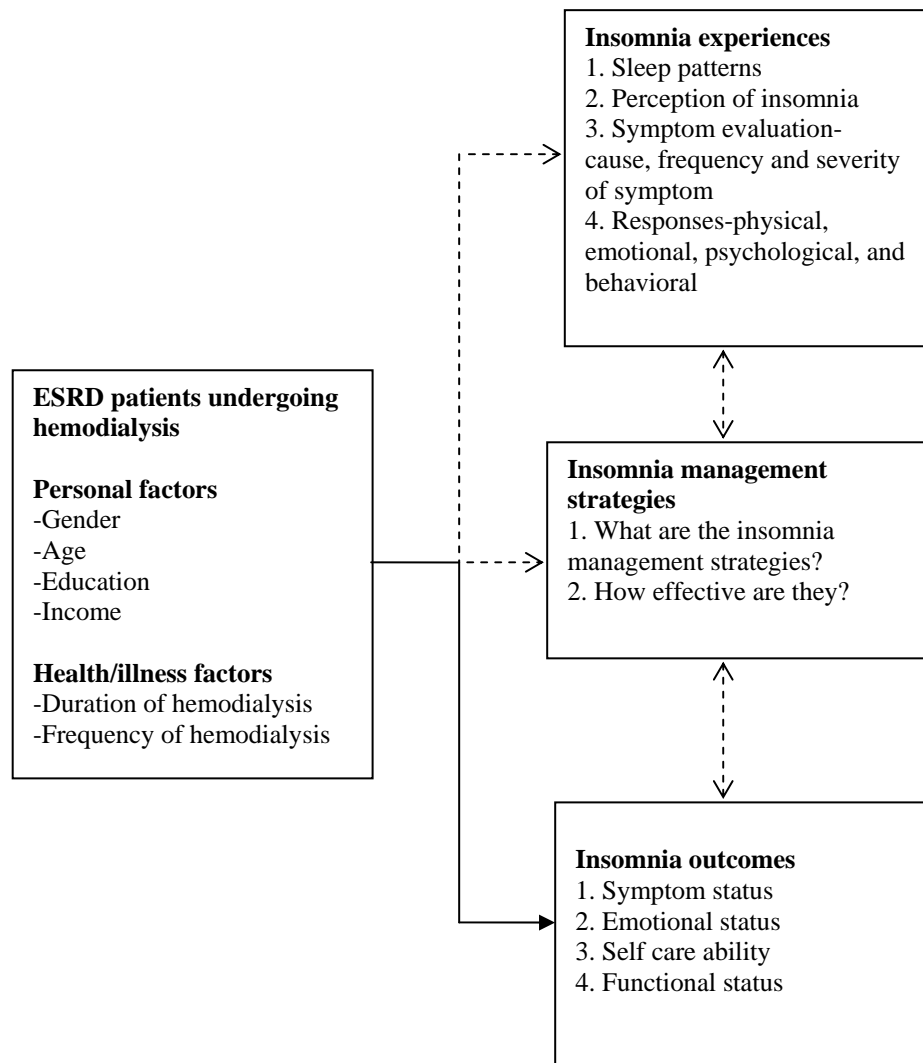 Insomnia experiences
1. Sleep patterns
2. Perception of insomnia
3. Symptom evaluation-
cause, frequency and severity
of symptom
4. Responses-physical,
emotional, psychological, and
behavioral
ESRD patients undergoing
hemodialysis
Personal factors
-Gender
-Age
-Education
-Income
Health/illness factors
-Duration of hemodialysis
-Frequency of hemodialysis
Insomnia management
strategies
1. What are the insomnia
management strategies?
2. How effective are they?
Insomnia outcomes
1. Symptom status
2. Emotional status
3. Self care ability
4. Functional status